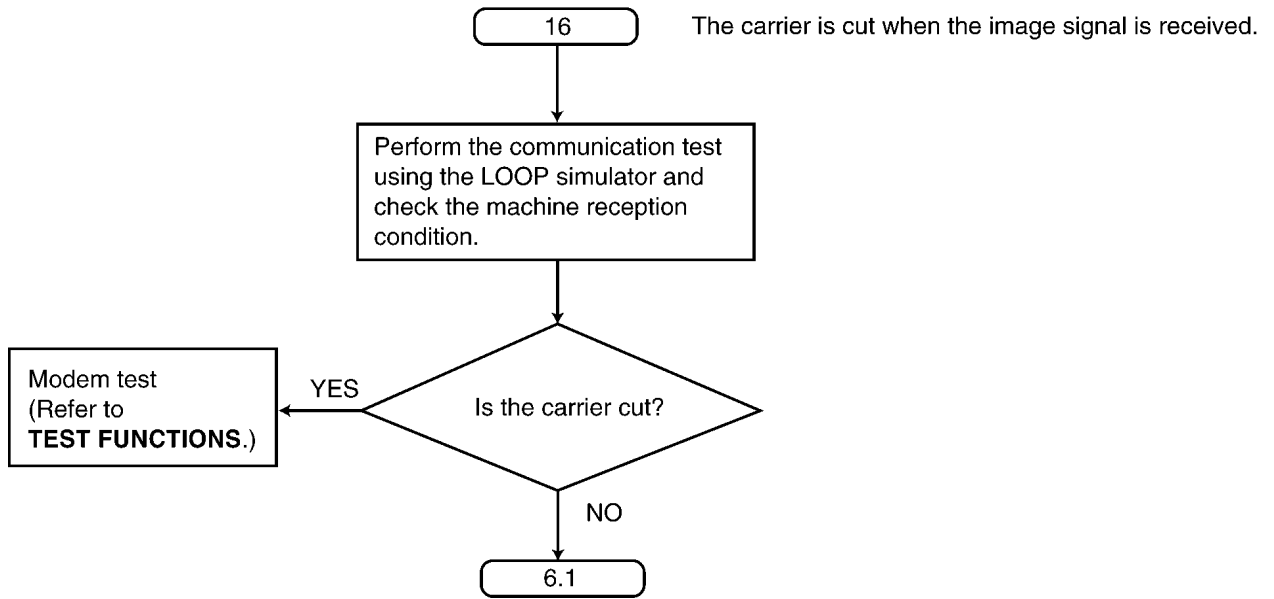 16
The carrier is cut when the image signal is received.
Perform the communication test
using the LOOP simulator and
check the machine reception
condition.
Modem test
(Refer to
TEST FUNCTIONS.)
YES
Is the carrier cut?
NO
6.1